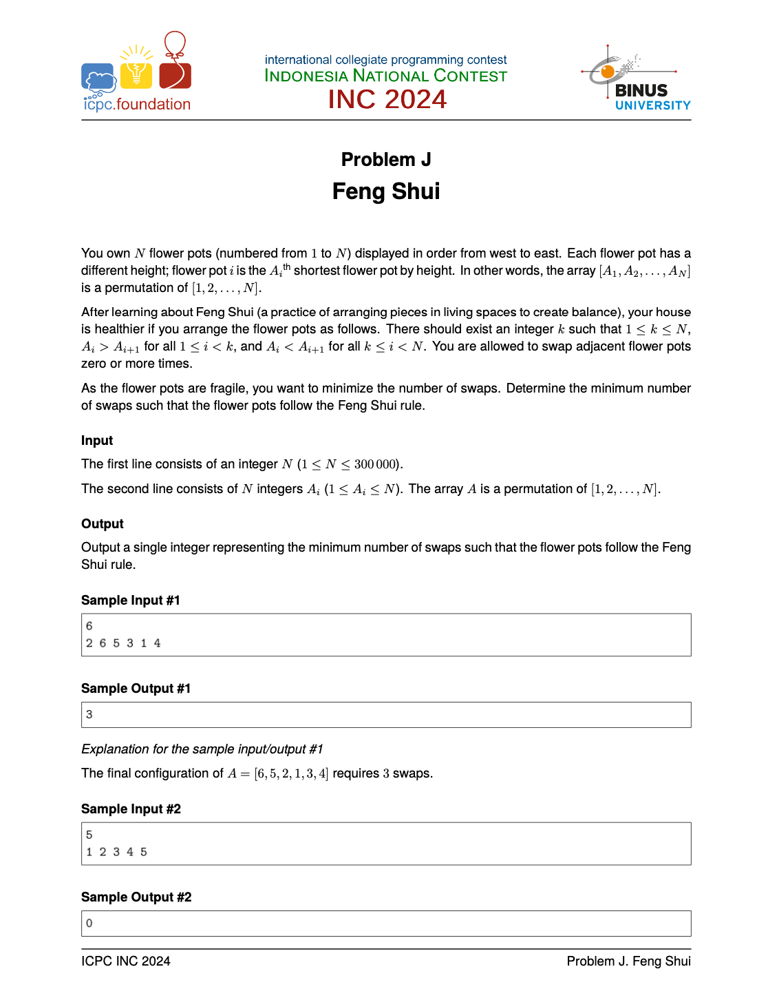 icpc.foundation
international collegiate programming contest
INDONESIA NATIONAL CONTEST
INC 2024
BINUS
UNIVERSITY
Problem J
Feng Shui
You own N flower pots (numbered from 1 to N) displayed in order from west to east. Each flower pot has a
different height; flower pot i is the A_i^th shortest flower pot by height. In other words, the array [A_1, A_2, . . . , A_N]
is a permutation of [1, 2, . . . , N].
After learning about Feng Shui (a practice of arranging pieces in living spaces to create balance), your house
is healthier if you arrange the flower pots as follows. There should exist an integer k such that 1 ≤ k ≤ N,
A_i > A_{i+1} for all 1 ≤ i < k, and A_i < A_{i+1} for all k ≤ i < N. You are allowed to swap adjacent flower pots
zero or more times.
As the flower pots are fragile, you want to minimize the number of swaps. Determine the minimum number
of swaps such that the flower pots follow the Feng Shui rule.
Input
The first line consists of an integer N (1 ≤ N ≤ 300 000).
The second line consists of N integers A_i (1 ≤ A_i ≤ N). The array A is a permutation of [1, 2, . . . , N].
Output
Output a single integer representing the minimum number of swaps such that the flower pots follow the Feng
Shui rule.
Sample Input #1
6
2 6 5 3 1 4
Sample Output #1
3
Explanation for the sample input/output #1
The final configuration of A = [6, 5, 2, 1, 3, 4] requires 3 swaps.
Sample Input #2
5
1 2 3 4 5
Sample Output #2
0
ICPC INC 2024
Problem J. Feng Shui